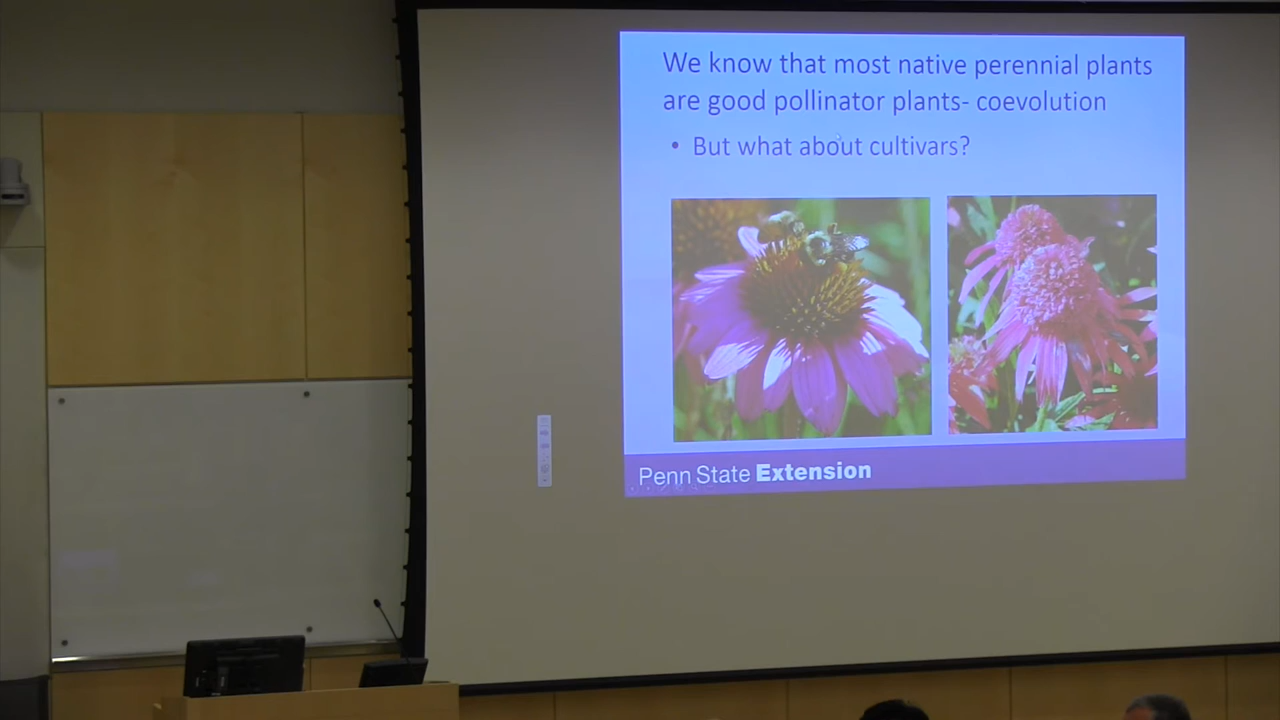 We know that most native perennial plants
are good pollinator plants- coevolution
• But what about cultivars?
Penn State Extension